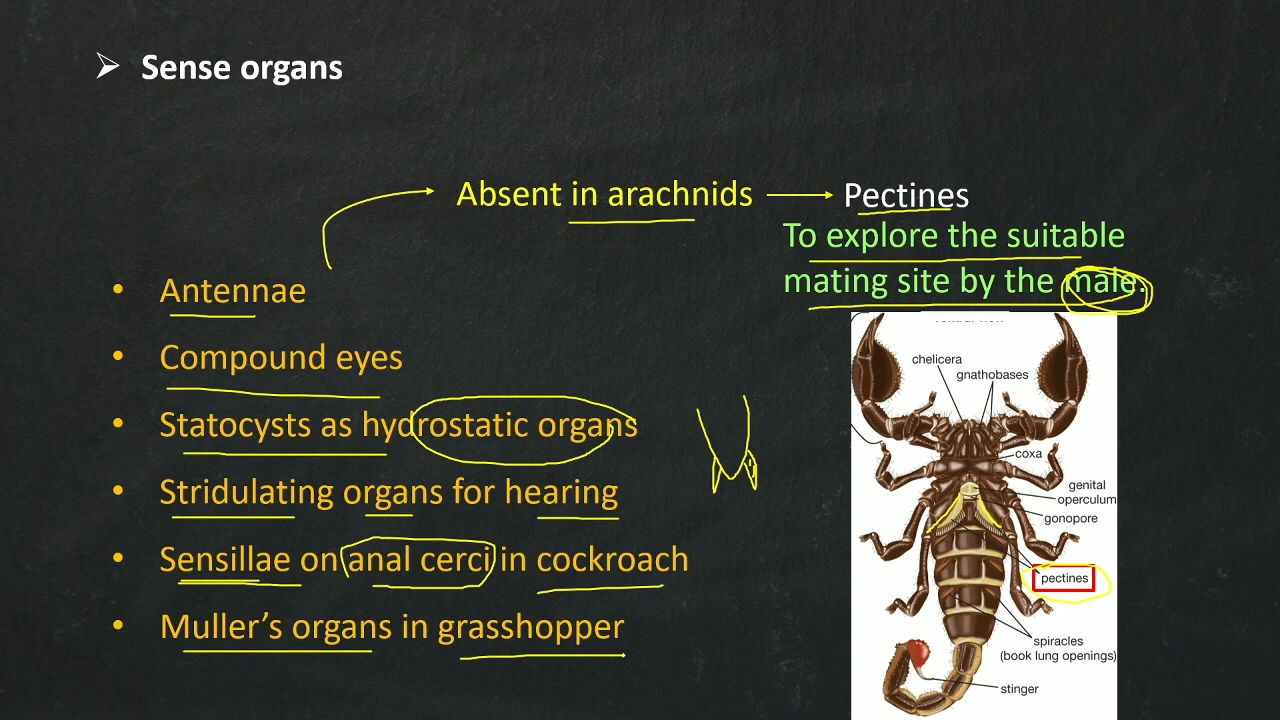 ➢ Sense organs
Absent in arachnids
Pectines
To explore the suitable
mating site by the male.
• Antennae
• Compound eyes
• Statocysts as hydrostatic organs
• Stridulating organs for hearing
• Sensillae on anal cerci in cockroach
• Muller’s organs in grasshopper
chelicera
gnathobases
coxa
genital
operculum
gonopore
pectines
spiracles
(book lung openings)
stinger